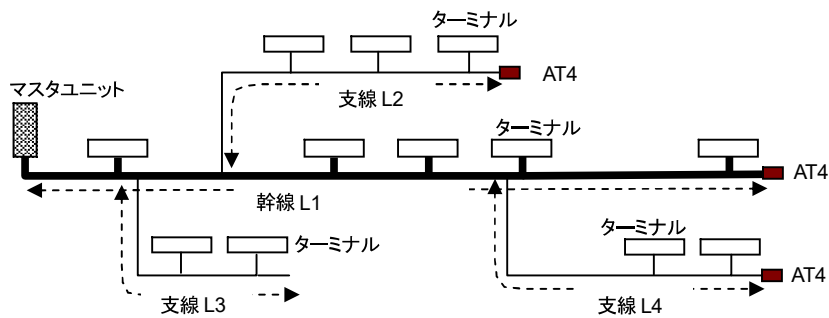 ターミナル
AT4
マスタユニット
支線 L2
ターミナル
AT4
幹線 L1
ターミナル
ターミナル
AT4
支線 L3
支線 L4